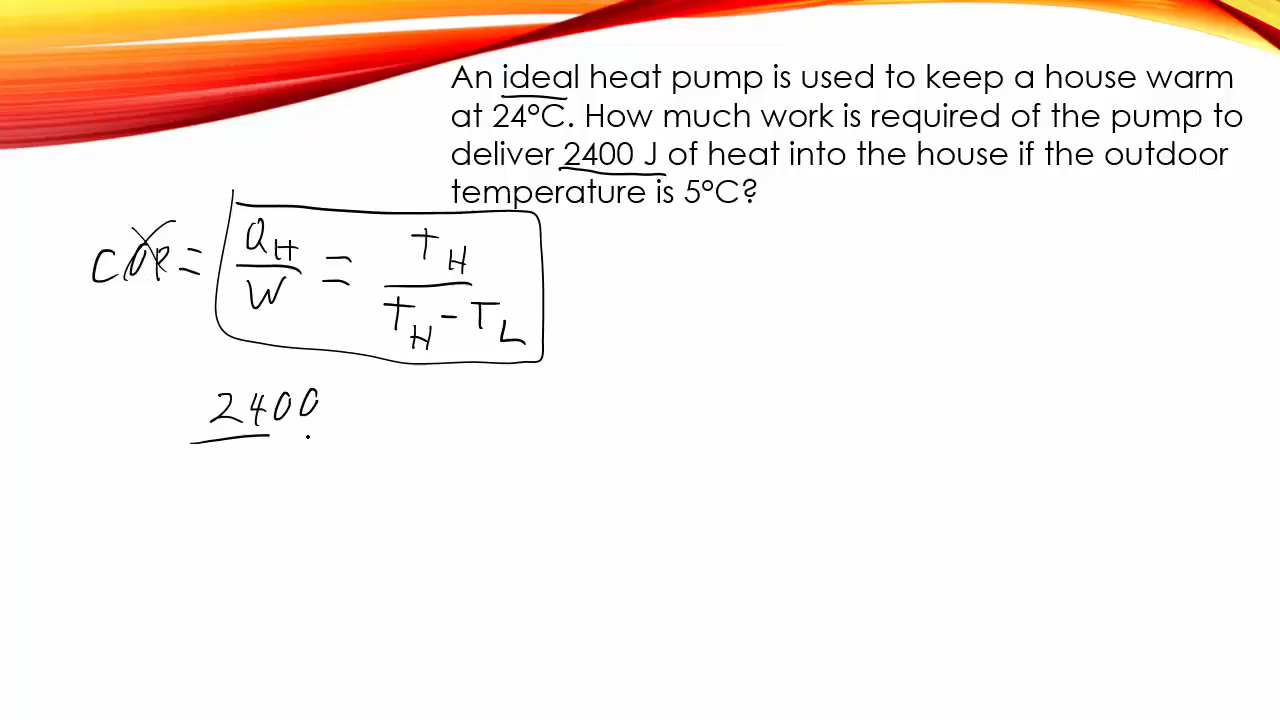 An ideal heat pump is used to keep a house warm
at 24°C. How much work is required of the pump to
deliver 2400 J of heat into the house if the outdoor
temperature is 5°C?
COP = Q_H / W = T_H / (T_H - T_L)
2400